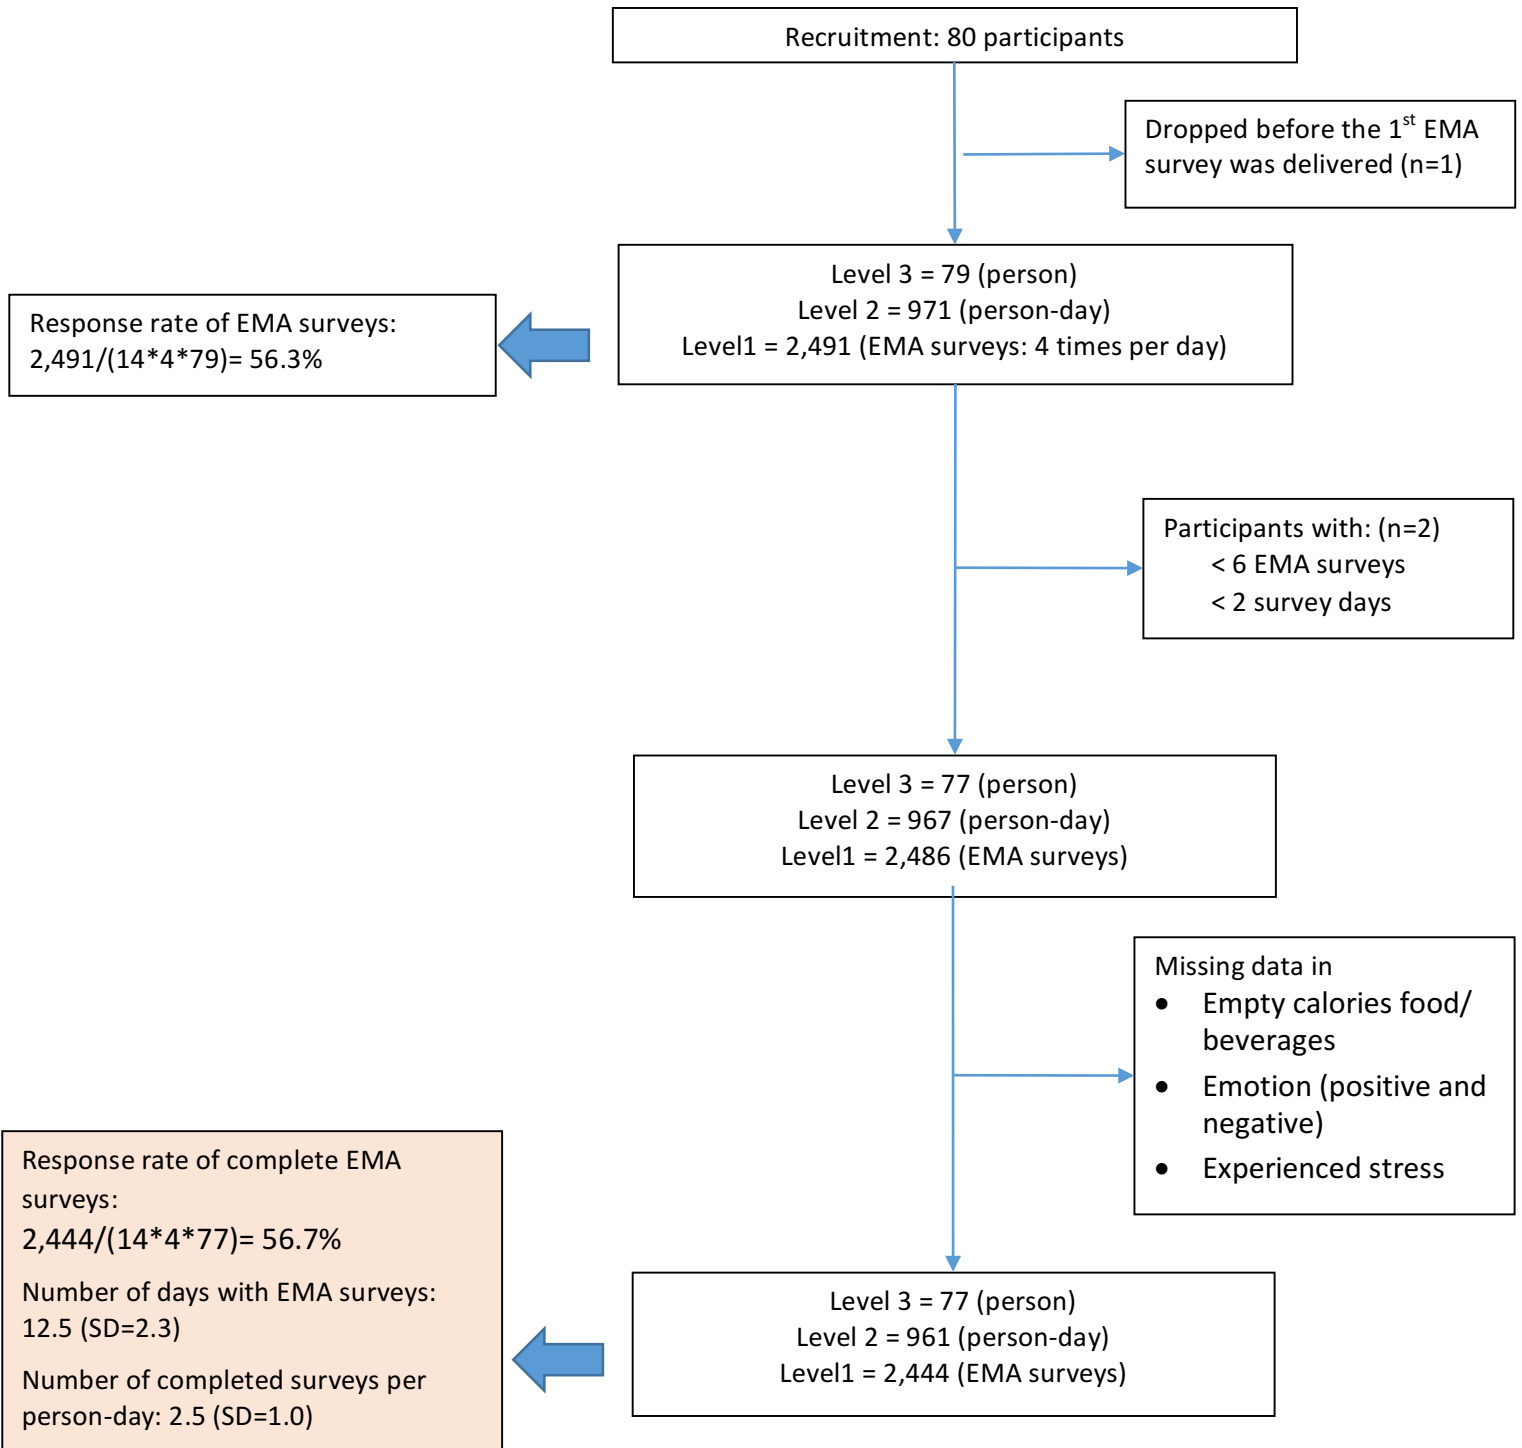 Recruitment: 80 participants
Dropped before the 1st EMA
survey was delivered (n=1)
Level 3 = 79 (person)
Level 2 = 971 (person-day)
Level1 = 2,491 (EMA surveys: 4 times per day)
Response rate of EMA surveys:
2,491/(14*4*79)= 56.3%
Participants with: (n=2)
< 6 EMA surveys
< 2 survey days
Level 3 = 77 (person)
Level 2 = 967 (person-day)
Level1 = 2,486 (EMA surveys)
Missing data in
• Empty calories food/
beverages
• Emotion (positive and
negative)
• Experienced stress
Response rate of complete EMA
surveys:
2,444/(14*4*77)= 56.7%
Number of days with EMA surveys:
12.5 (SD=2.3)
Number of completed surveys per
person-day: 2.5 (SD=1.0)
Level 3 = 77 (person)
Level 2 = 961 (person-day)
Level1 = 2,444 (EMA surveys)